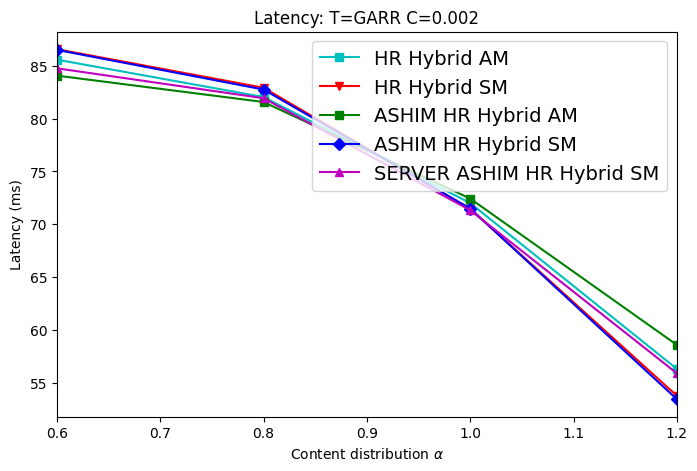 Latency: T=GARR C=0.002
HR Hybrid AM
HR Hybrid SM
ASHIM HR Hybrid AM
ASHIM HR Hybrid SM
SERVER ASHIM HR Hybrid SM
Latency (ms)
85
80
75
70
65
60
55
0.6 0.7 0.8 0.9 1.0 1.1 1.2
Content distribution α